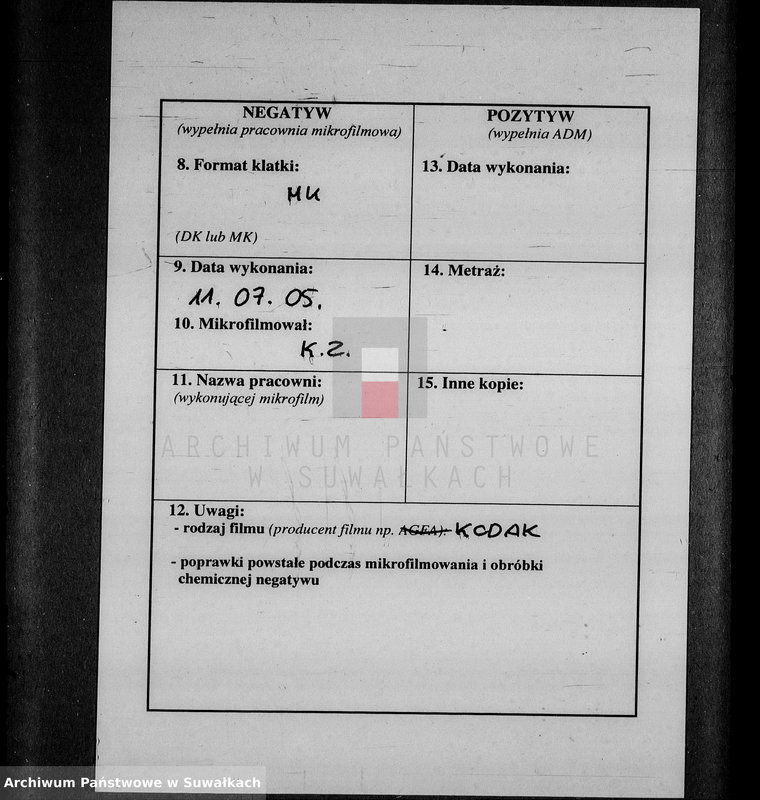 NEGATYW
(wypełnia pracownia mikrofilmowa)
8. Format klatki:
MK
(DK lub MK)
9. Data wykonania:
11. 07. 05.
10. Mikrofilmował:
K.Z.
11. Nazwa pracowni:
(wykonującej mikrofilm)
POZYTYW
(wypełnia ADM)
13. Data wykonania:
14. Metraż:
15. Inne kopie:
12. Uwagi:
- rodzaj filmu (producent filmu np. AGFA): KODAK
- poprawki powstałe podczas mikrofilmowania i obróbki
chemicznej negatywu
ARCHIWUM PAŃSTWOWE
W SUWAŁKACH
Archiwum Państwowe w Suwałkach